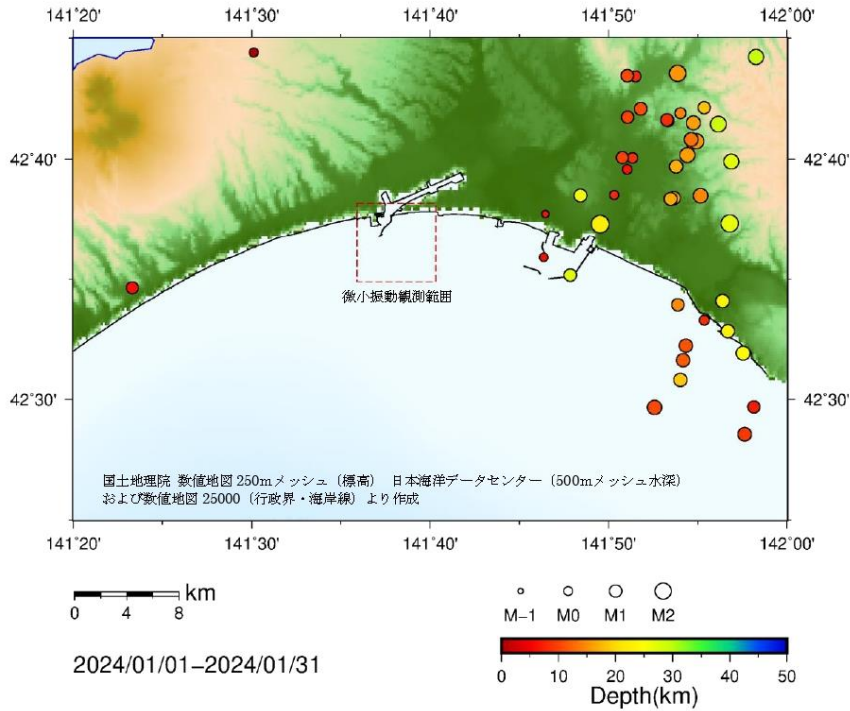 141°20' 141°30' 141°40' 141°50' 142°00'
42°40' 42°40'
微小振動観測範囲
42°30' 42°30'
国土地理院 数値地図 250mメッシュ（標高） 日本海洋データセンター（500mメッシュ水深）
および数値地図 25000（行政界・海岸線）より作成
141°20' 141°30' 141°40' 141°50' 142°00'
km
0 4 8
M-1 M0 M1 M2
2024/01/01-2024/01/31
0 10 20 30 40 50
Depth(km)